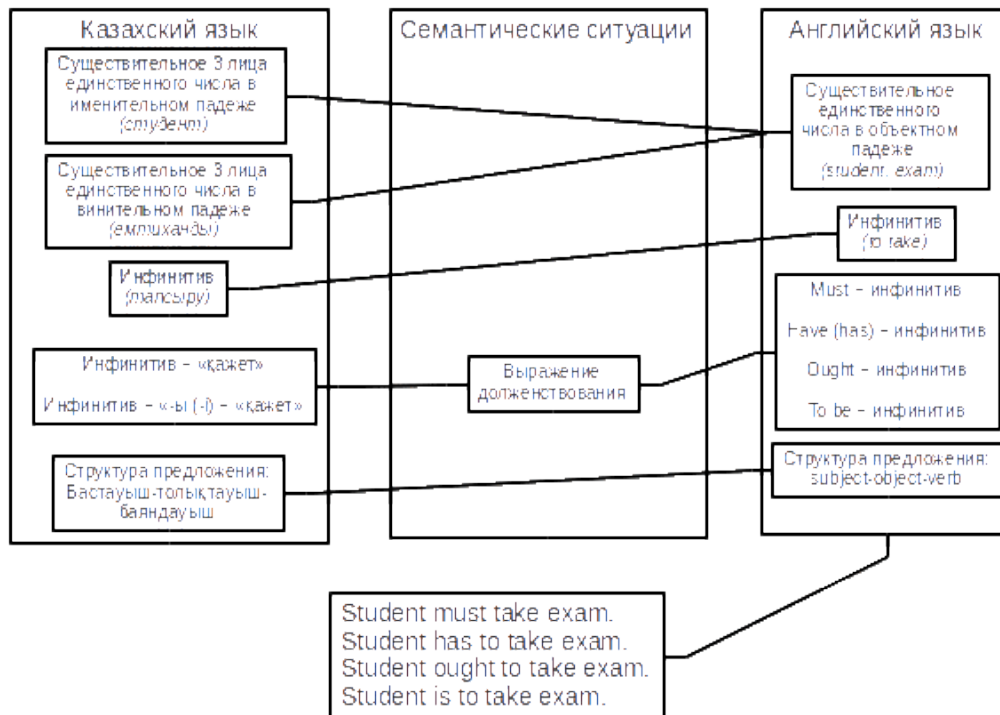 Казахский язык
Существительное 3 лица
единственного числа в
именительном падеже
(студент)
Существительное 3 лица
единственного числа в
винительном падеже
(емтиханды)
Инфинитив
(тапсыру)
Инфинитив – «қажет»
Инфинитив – «-ы (-і) – «қажет»
Структура предложения:
Бастауыш-толықтауыш-
баяндауыш
Семантические ситуации
Выражение
долженствования
Английский язык
Существительное
единственного
числа в объектном
падеже
(student, exam)
Инфинитив
(to take)
Must – инфинитив
Have (has) – инфинитив
Ought – инфинитив
To be – инфинитив
Структура предложения:
subject-object-verb
Student must take exam.
Student has to take exam.
Student ought to take exam.
Student is to take exam.